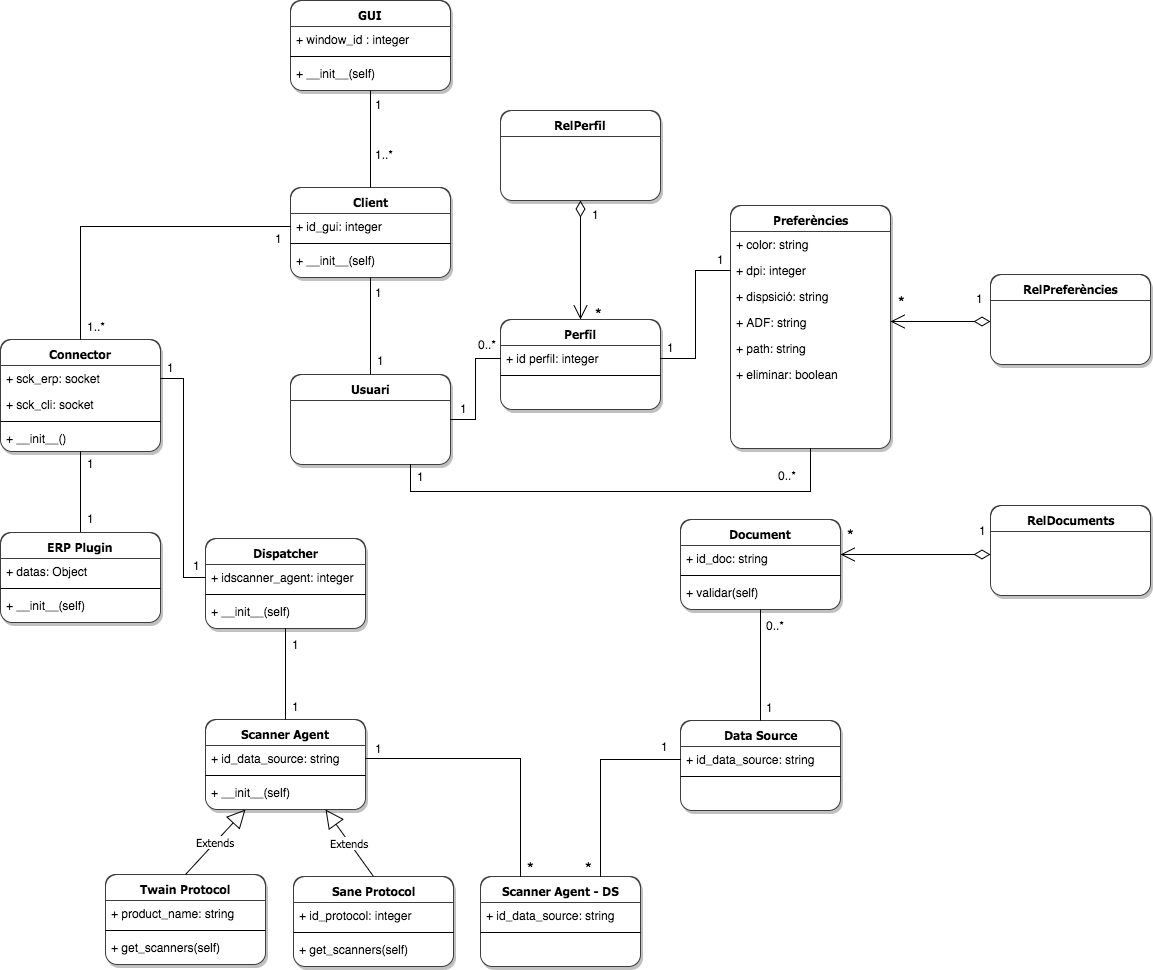 GUI
+ window_id : integer
+ __init__(self)
1
1..*
RelPerfil
1
*
Client
+ id_gui: integer
+ __init__(self)
1
1..*
1
1
Preferències
+ color: string
+ dpi: integer
+ dispsició: string
+ ADF: string
+ path: string
+ eliminar: boolean
1
*
1
0..*
RelPreferències
Perfil
+ id perfil: integer
0..*
1
1
Connector
+ sck_erp: socket
+ sck_cli: socket
+ __init__()
1
1
1
1
Usuari
1
ERP Plugin
+ datas: Object
+ __init__(self)
Dispatcher
+ idscanner_agent: integer
+ __init__(self)
1
1
Document
+ id_doc: string
+ validar(self)
*
1
0..*
1
RelDocuments
Scanner Agent
+ id_data_source: string
+ __init__(self)
1
1
Data Source
+ id_data_source: string
Extends
Extends
*
*
Twain Protocol
+ product_name: string
+ get_scanners(self)
Sane Protocol
+ id_protocol: integer
+ get_scanners(self)
Scanner Agent - DS
+ id_data_source: string